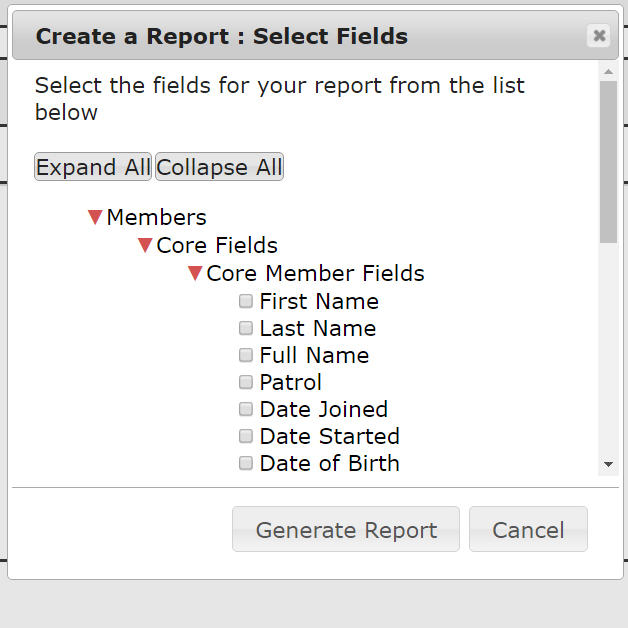 Create a Report : Select Fields
Select the fields for your report from the list
below
Expand All Collapse All
Members
Core Fields
Core Member Fields
First Name
Last Name
Full Name
Patrol
Date Joined
Date Started
Date of Birth
Generate Report Cancel